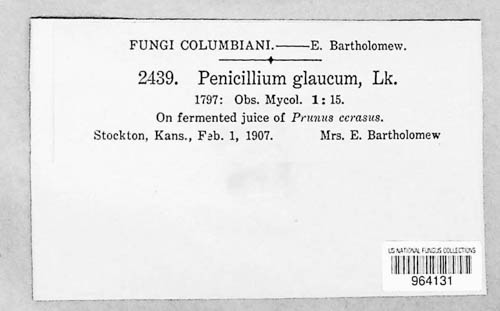 FUNGI COLUMBIANI.——E. Bartholomew.
2439. Penicillium glaucum, Lk.
1797: Obs. Mycol. 1: 15.
On fermented juice of Prunus cerasus.
Stockton, Kans., Feb. 1, 1907. Mrs. E. Bartholomew
US NATIONAL FUNGUS COLLECTIONS
964131